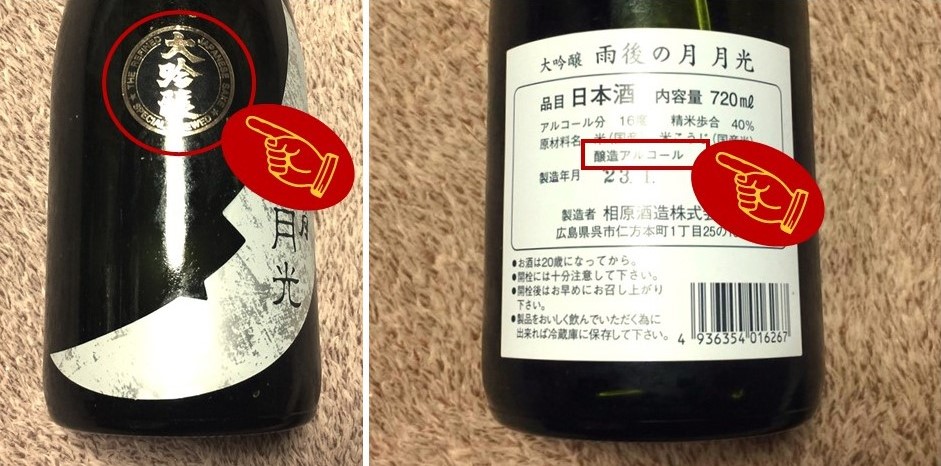 大吟醸
THE REFINED JAPANESE SAKE
月光
大吟醸 雨後の月 月光
品目 日本酒 内容量 720ml
アルコール分 16度 精米歩合 40%
原材料名 米(国産 米こうじ(国産米)
醸造アルコール
製造年月 23.1.
製造者 相原酒造株式会
広島県呉市仁方本町1丁目25の
●お酒は20歳になってから。
●開栓には十分注意して下さい。
●開栓後はお早めにお召し上がり
下さい。
●製品をおいしく飲んでいただく為に
出来れば冷蔵庫に保存して下さい。
4 936354 016267